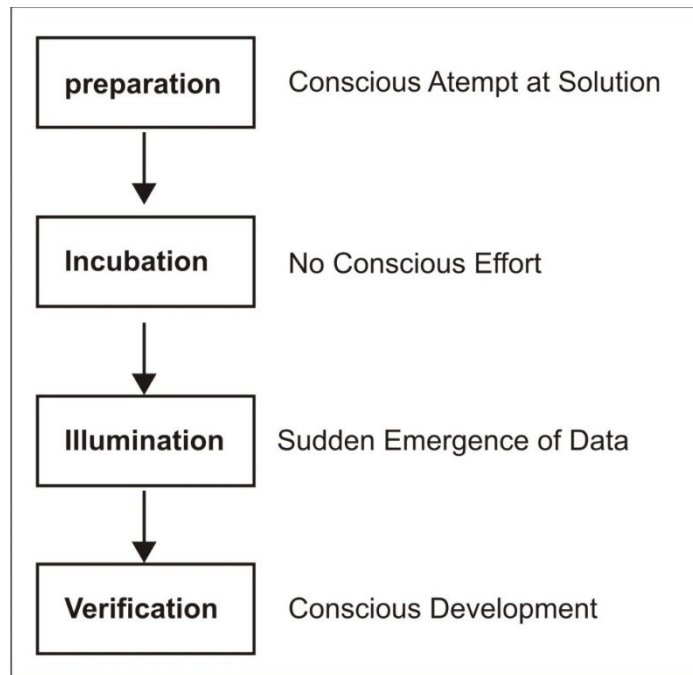 preparation Conscious Atempt at Solution
Incubation No Conscious Effort
Illumination Sudden Emergence of Data
Verification Conscious Development